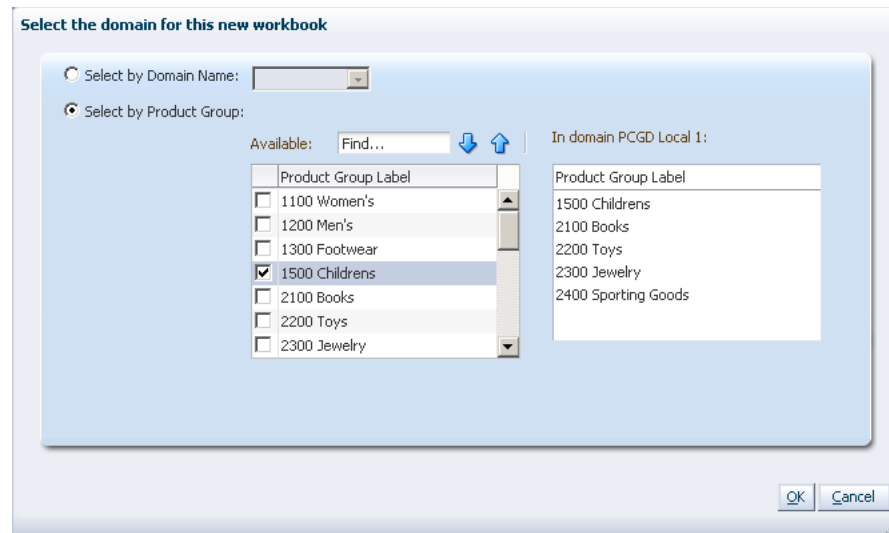 Select the domain for this new workbook
Select by Domain Name:
Select by Product Group:
Available: Find...
Product Group Label
1100 Women's
1200 Men's
1300 Footwear
1500 Childrens
2100 Books
2200 Toys
2300 Jewelry
In domain PCGD Local 1:
Product Group Label
1500 Childrens
2100 Books
2200 Toys
2300 Jewelry
2400 Sporting Goods
OK Cancel